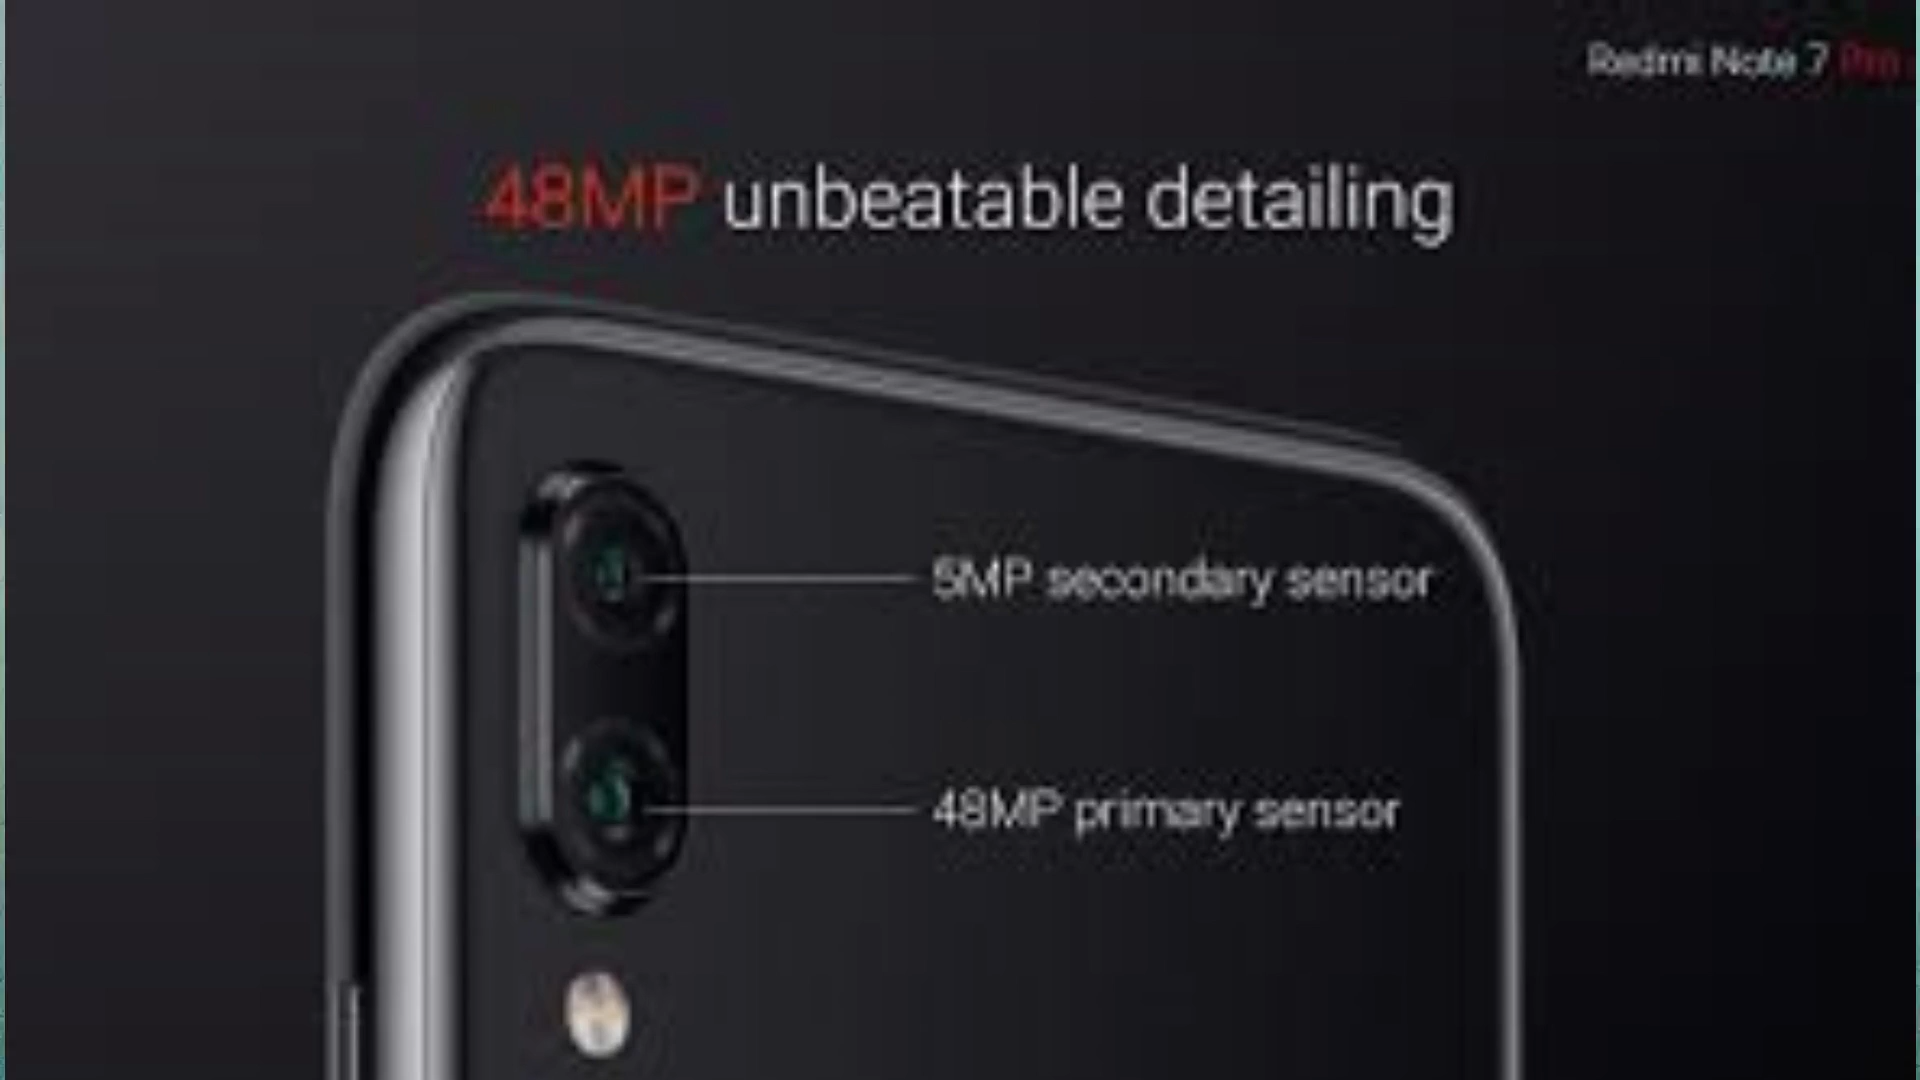 Redmi Note 7 Pro
48MP unbeatable detailing
5MP secondary sensor
48MP primary sensor